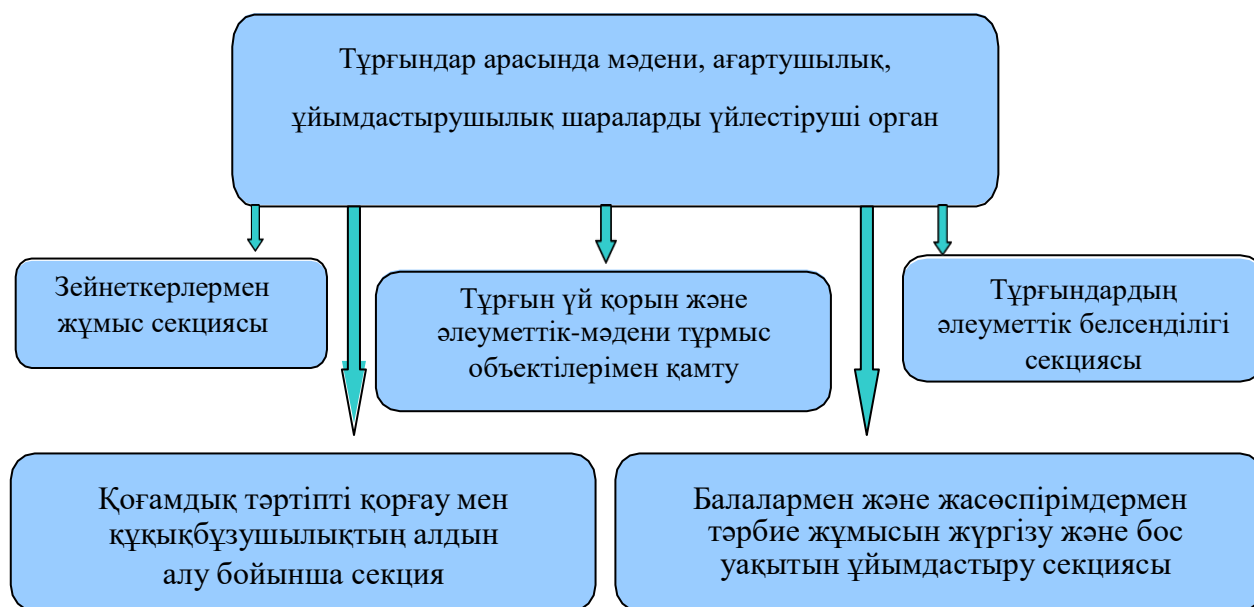 Тұрғындар арасында мәдени, ағартушылық,
ұйымдастырушылық шараларды үйлестіруші орган
Зейнеткерлермен
жұмыс секциясы
Тұрғын үй қорын және
әлеуметтік-мәдени тұрмыс
объектілерімен қамту
Тұрғындардың
әлеуметтік белсенділігі
секциясы
Қоғамдық тәртіпті қорғау мен
құқықбұзушылықтың алдын
алу бойынша секция
Балалармен және жасөспірімдермен
тәрбие жұмысын жүргізу және бос
уақытын ұйымдастыру секциясы